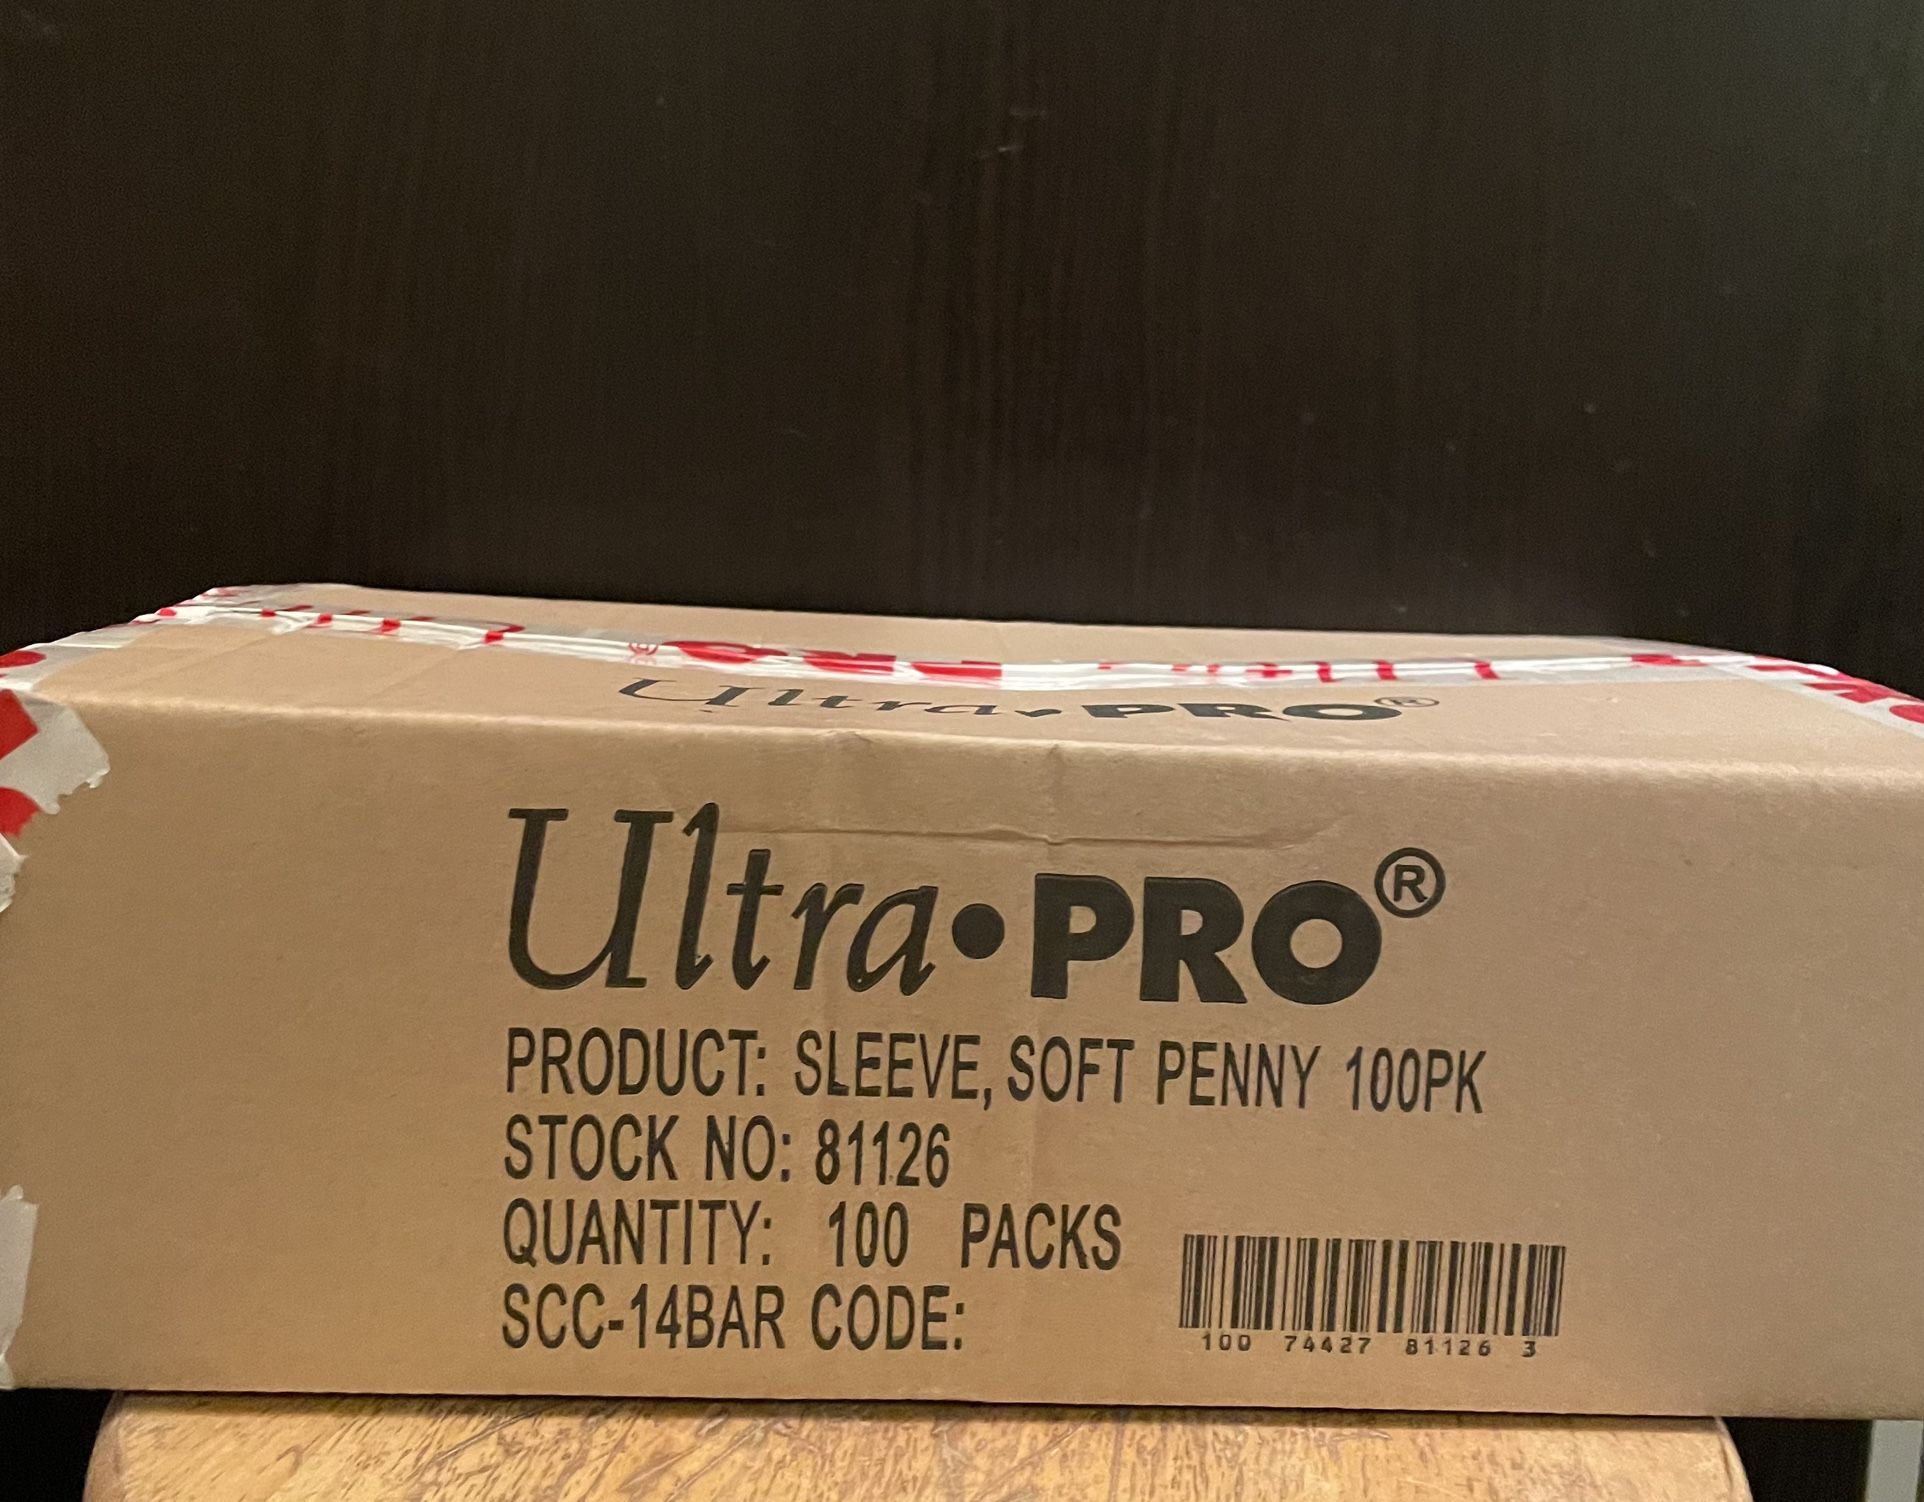 Ultra•PRO®
Ultra•PRO®
PRODUCT: SLEEVE, SOFT PENNY 100PK
STOCK NO: 81126
QUANTITY: 100 PACKS
SCC-14BAR CODE:
100 74427 81126 3